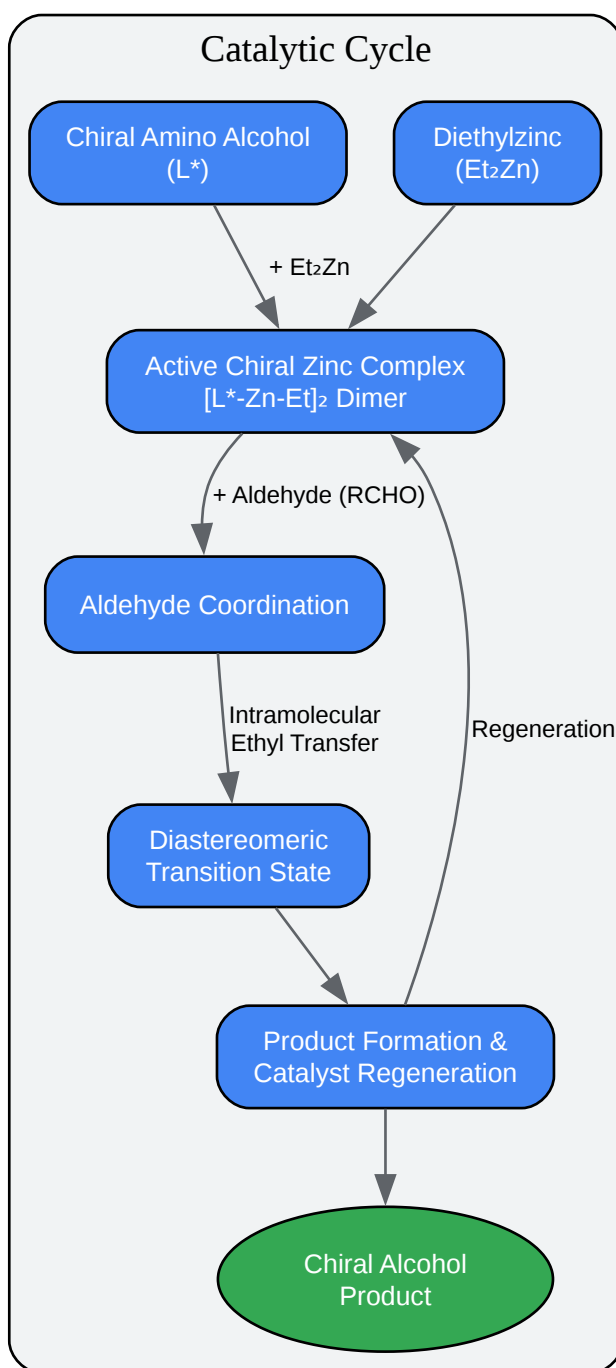 Catalytic Cycle
Chiral Amino Alcohol
(L*)
Diethylzinc
(Et₂Zn)
+ Et₂Zn
Active Chiral Zinc Complex
[L*-Zn-Et]₂ Dimer
+ Aldehyde (RCHO)
Aldehyde Coordination
Intramolecular
Ethyl Transfer
Regeneration
Diastereomeric
Transition State
Product Formation &
Catalyst Regeneration
Chiral Alcohol
Product